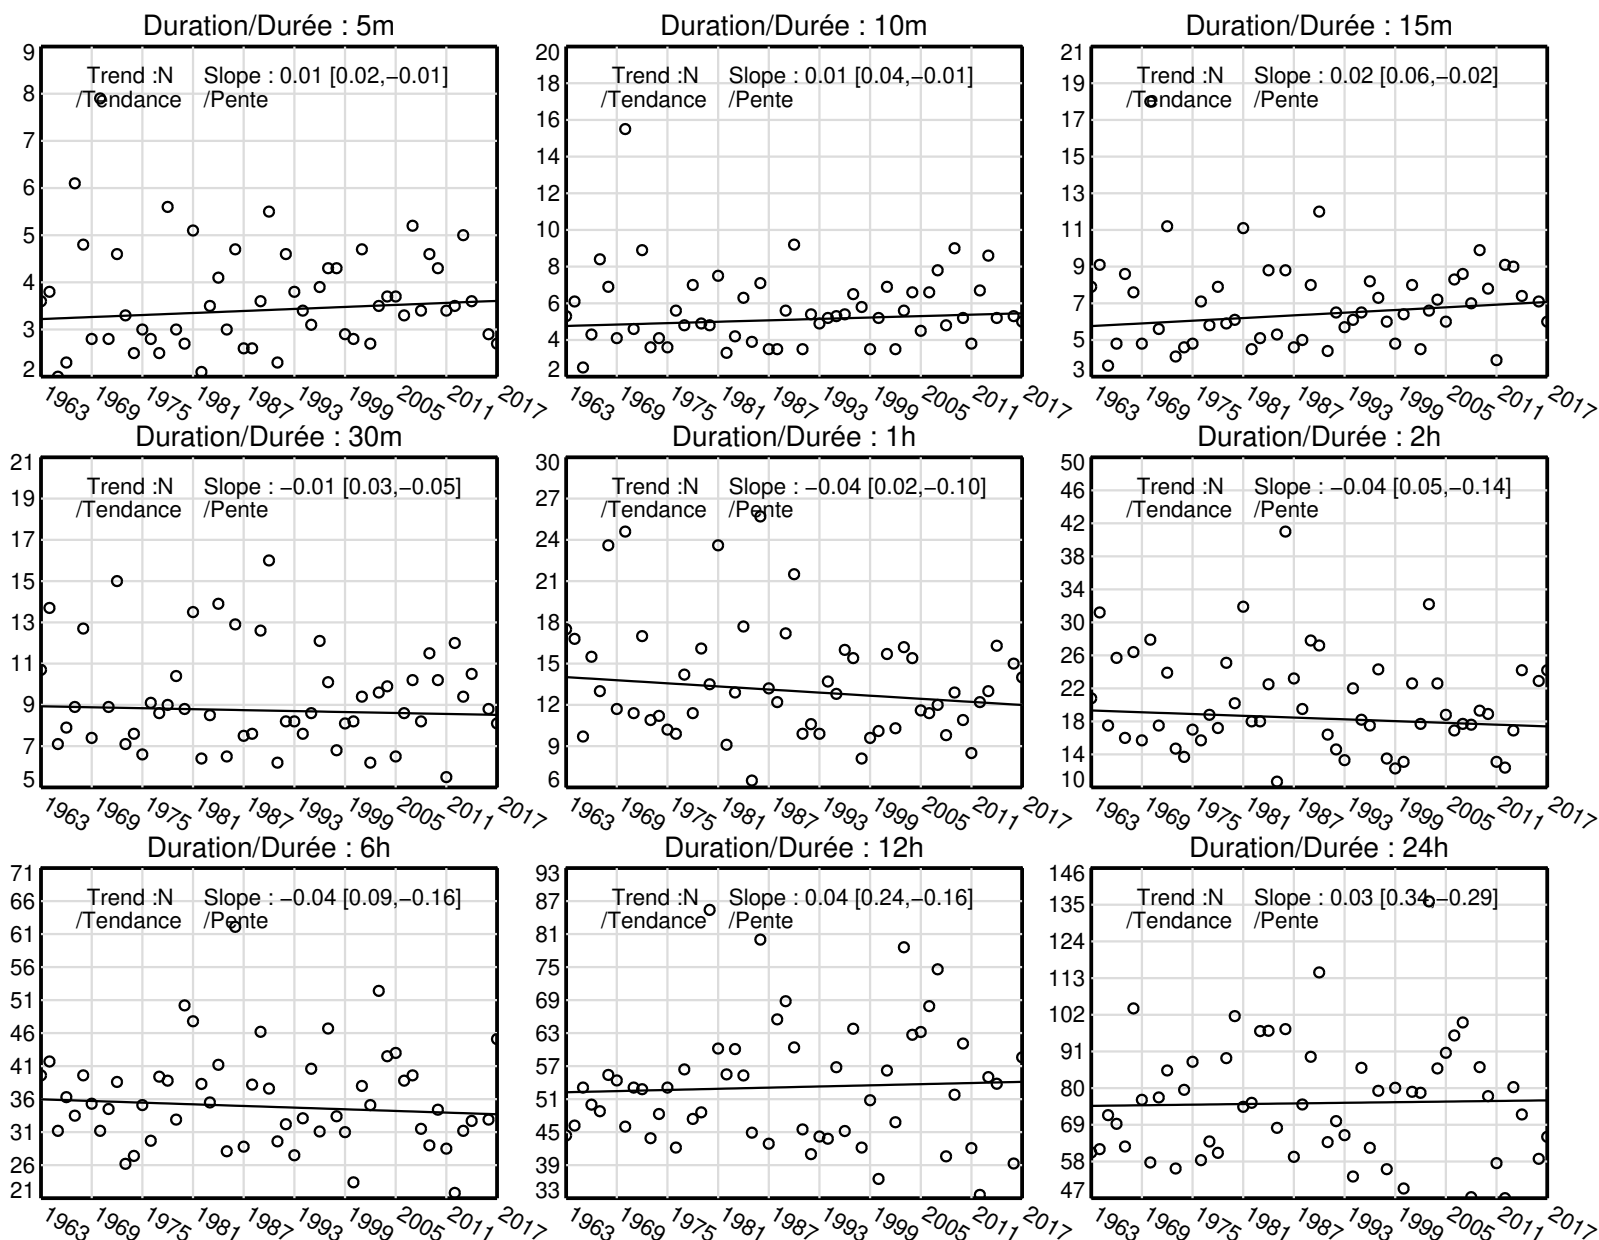 Duration/Durée : 5m
Trend :N Slope : 0.01 [0.02,−0.01]
/Tendance /Pente
9
8
7
6
5
4
3
2
1963 1969 1975 1981 1987 1993 1999 2005 2011 2017
Duration/Durée : 10m
Trend :N Slope : 0.01 [0.04,−0.01]
/Tendance /Pente
20
18
16
14
12
10
8
6
4
2
1963 1969 1975 1981 1987 1993 1999 2005 2011 2017
Duration/Durée : 15m
Trend :N Slope : 0.02 [0.06,−0.02]
/Tendance /Pente
21
19
17
15
13
11
9
7
5
3
1963 1969 1975 1981 1987 1993 1999 2005 2011 2017
Duration/Durée : 30m
Trend :N Slope : −0.01 [0.03,−0.05]
/Tendance /Pente
21
19
17
15
13
11
9
7
5
1963 1969 1975 1981 1987 1993 1999 2005 2011 2017
Duration/Durée : 1h
Trend :N Slope : −0.04 [0.02,−0.10]
/Tendance /Pente
30
27
24
21
18
15
12
9
6
1963 1969 1975 1981 1987 1993 1999 2005 2011 2017
Duration/Durée : 2h
Trend :N Slope : −0.04 [0.05,−0.14]
/Tendance /Pente
50
46
42
38
34
30
26
22
18
14
10
1963 1969 1975 1981 1987 1993 1999 2005 2011 2017
Duration/Durée : 6h
Trend :N Slope : −0.04 [0.09,−0.16]
/Tendance /Pente
71
66
61
56
51
46
41
36
31
26
21
1963 1969 1975 1981 1987 1993 1999 2005 2011 2017
Duration/Durée : 12h
Trend :N Slope : 0.04 [0.24,−0.16]
/Tendance /Pente
93
87
81
75
69
63
57
51
45
39
33
1963 1969 1975 1981 1987 1993 1999 2005 2011 2017
Duration/Durée : 24h
Trend :N Slope : 0.03 [0.34,−0.29]
/Tendance /Pente
146
135
124
113
102
91
80
69
58
47
1963 1969 1975 1981 1987 1993 1999 2005 2011 2017